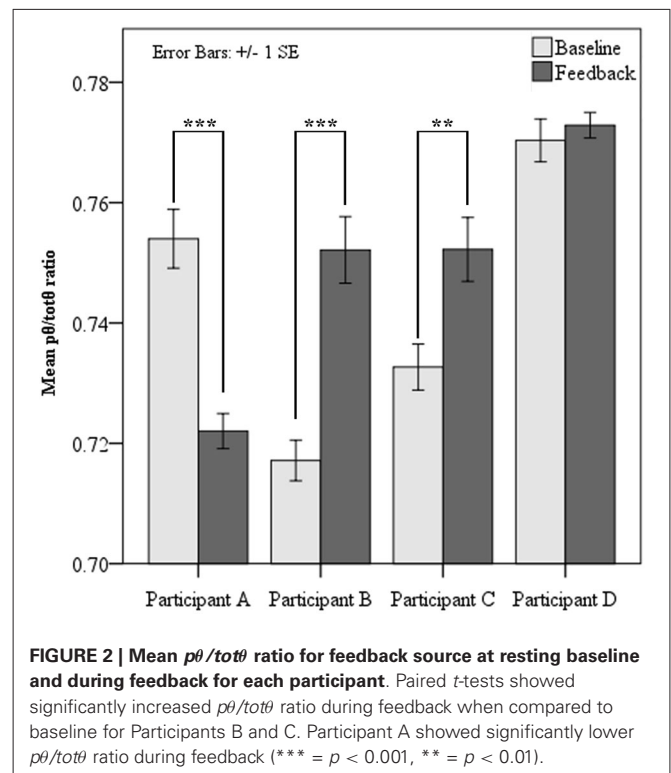 Error Bars: +/- 1 SE
Baseline
Feedback
0.78
0.76
0.74
0.72
0.70
Mean pθ/totθ ratio
***
***
**
Participant A Participant B Participant C Participant D
FIGURE 2 | Mean pθ/totθ ratio for feedback source at resting baseline
and during feedback for each participant. Paired t-tests showed
significantly increased pθ/totθ ratio during feedback when compared to
baseline for Participants B and C. Participant A showed significantly lower
pθ/totθ ratio during feedback (*** = p < 0.001, ** = p < 0.01).